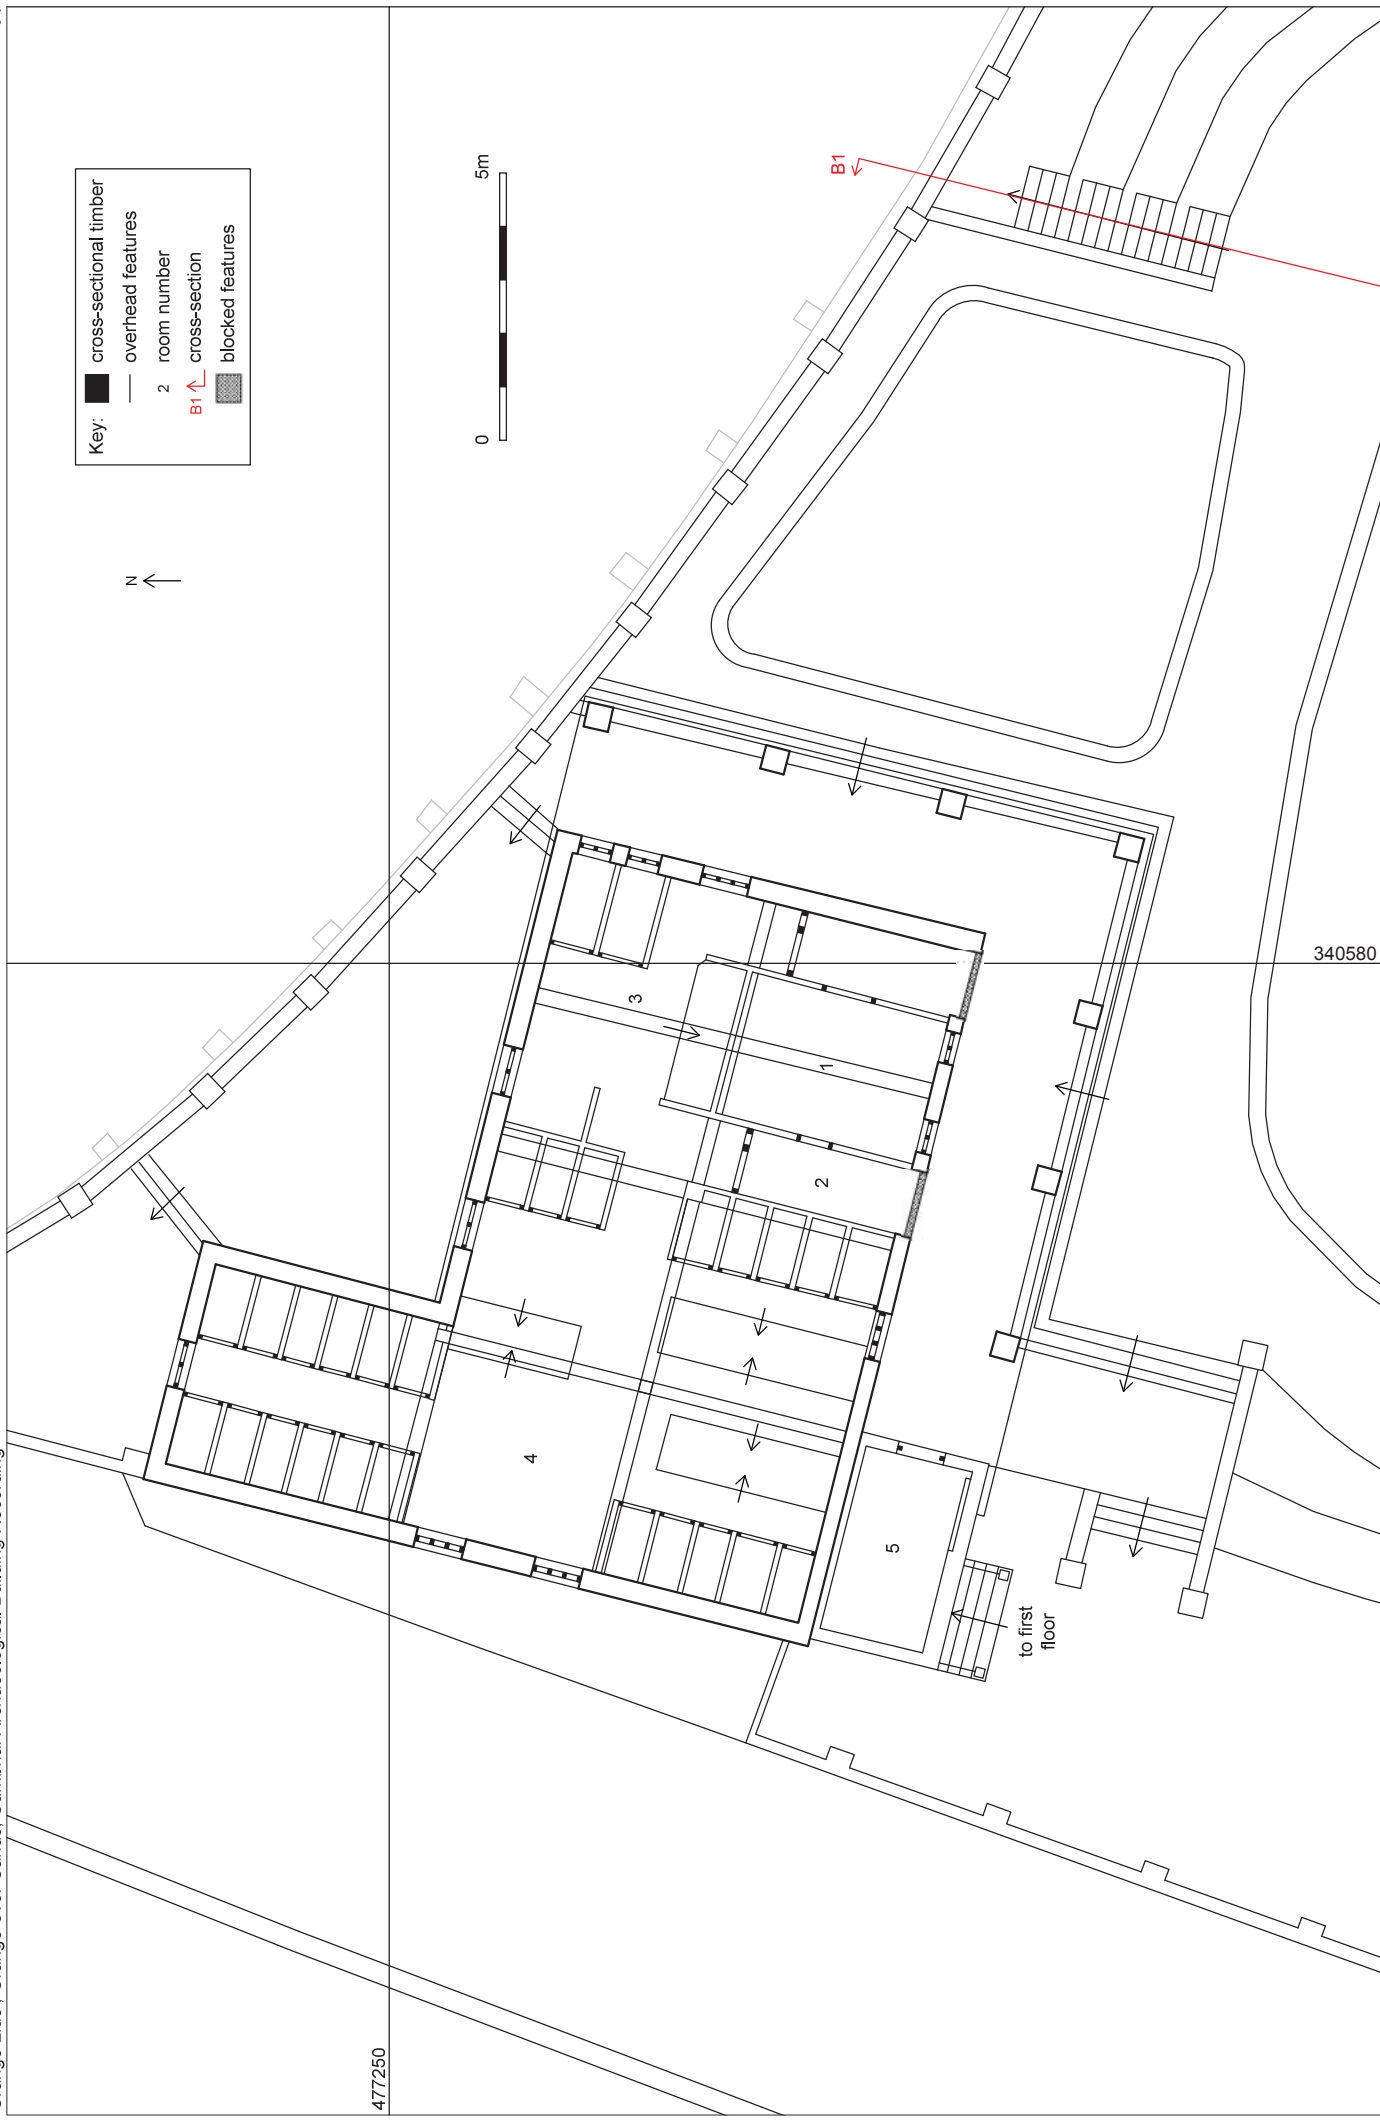 Key:
cross-sectional timber
overhead features
2 room number
B1 cross-section
blocked features
N
0 5m
B1
3
1
2
4
5
to first
floor
340580
477250